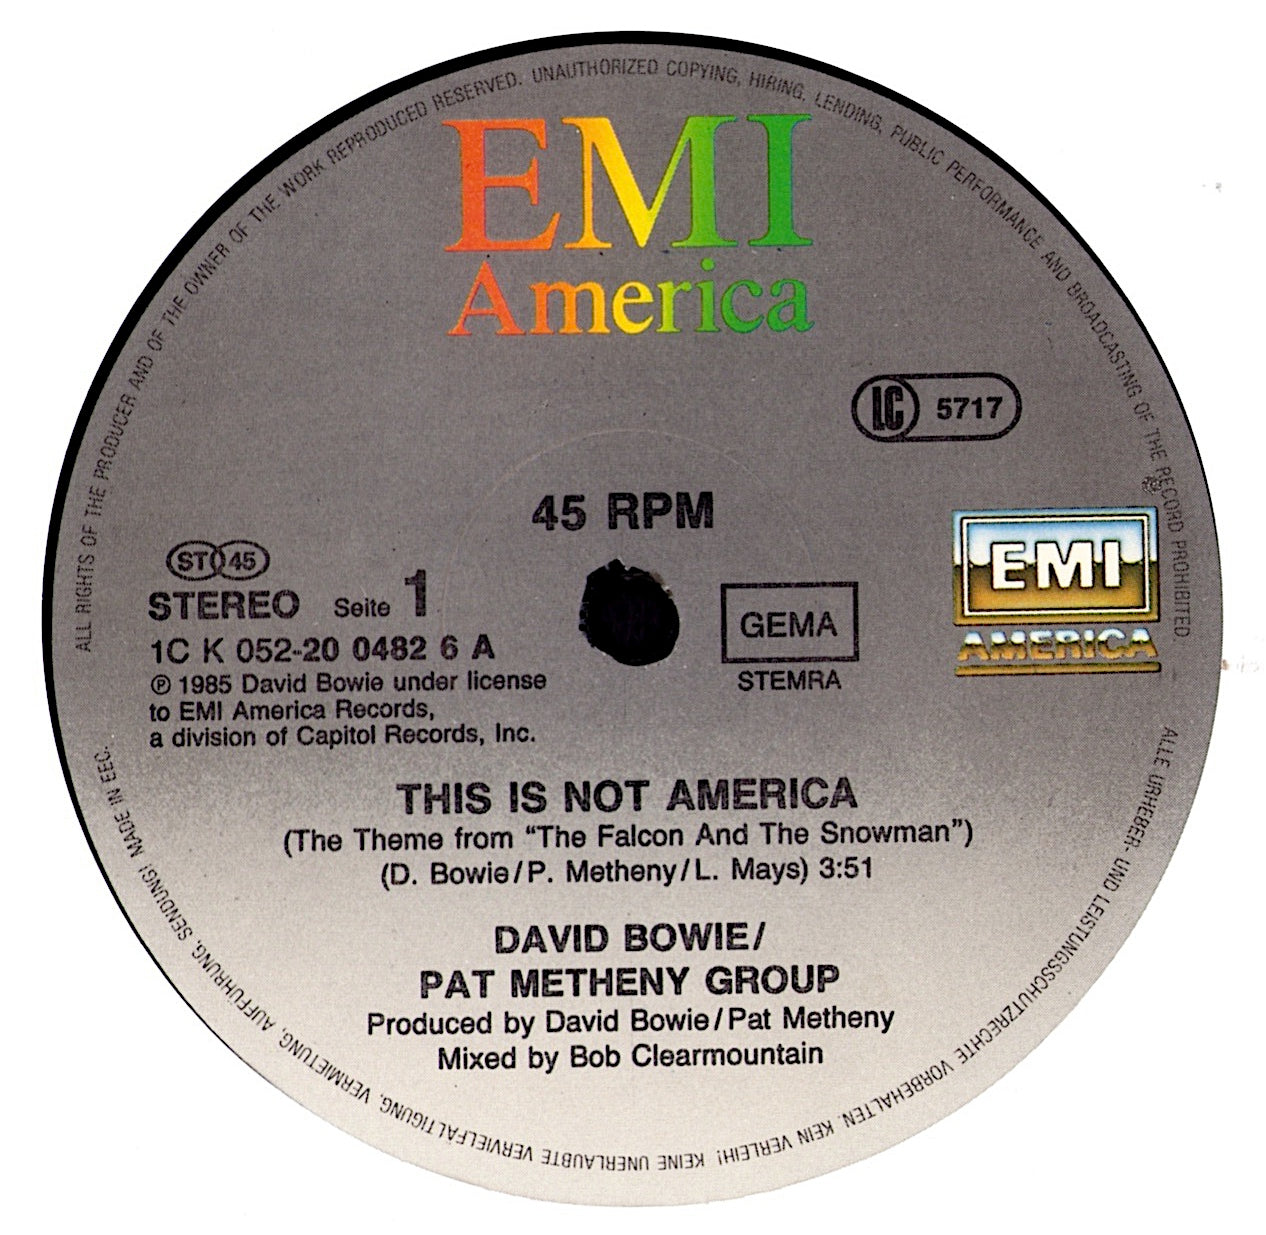 ALL RIGHTS OF THE PRODUCER AND OF THE OWNER OF THE WORK REPRODUCED RESERVED. UNAUTHORIZED COPYING, HIRING, LENDING, PUBLIC PERFORMANCE AND BROADCASTING OF THE RECORD PROHIBITED.
EMI
America
LC 5717
45 RPM
ST 45
STEREO Seite 1
1C K 052-20 0482 6 A
℗ 1985 David Bowie under license
to EMI America Records,
a division of Capitol Records, Inc.
GEMA
STEMRA
EMI
AMERICA
THIS IS NOT AMERICA
(The Theme from “The Falcon And The Snowman”)
(D. Bowie/P. Metheny/L. Mays) 3:51
DAVID BOWIE/
PAT METHENY GROUP
Produced by David Bowie/Pat Metheny
Mixed by Bob Clearmountain
ALLE URHEBER- UND LEISTUNGSSCHUTZRECHTE VORBEHALTEN. KEIN VERLEIH! KEINE UNERLAUBTE VERVIELFÄLTIGUNG, VERMIETUNG, AUFFÜHRUNG, SENDUNG! MADE IN EEC.